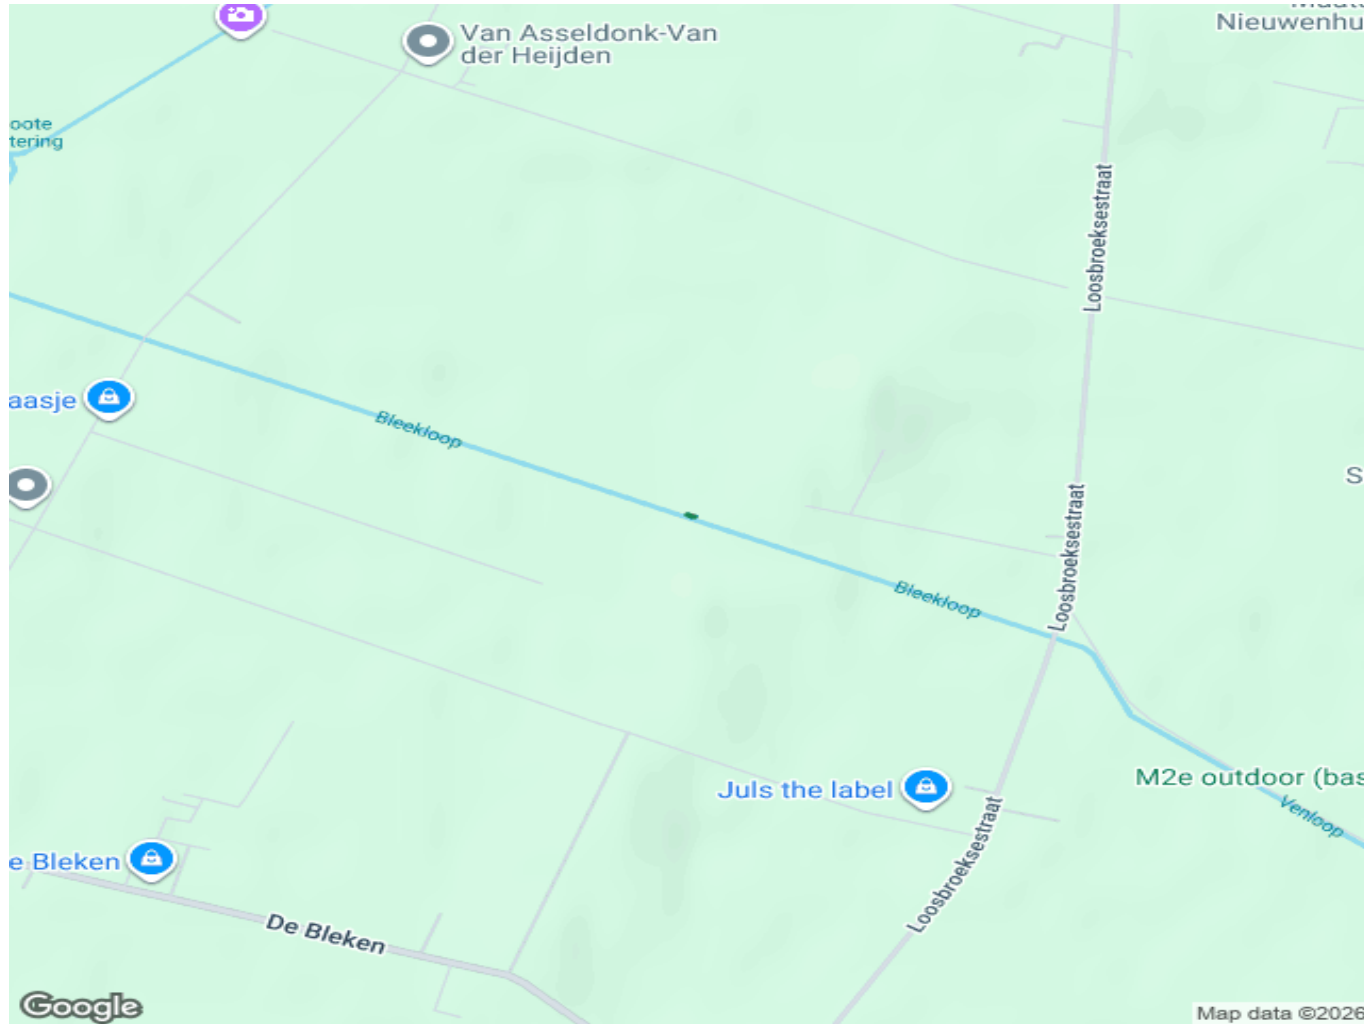 Nieuwenhu
Van Asseldonk-Van
der Heijden
oote
tering
Loosbroeksestraat
aasje
Bleekloop
S
Loosbroeksestraat
Bleekloop
M2e outdoor (bas
Juls the label
Venloop
Loosbroeksestraat
e Bleken
De Bleken
Google
Map data ©2026